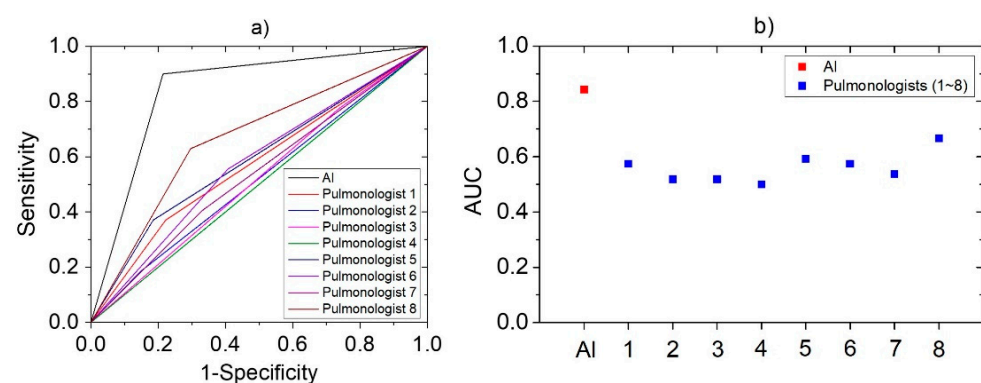 a)
1.0
0.8
0.6
0.4
0.2
0.0
Sensitivity
AI
Pulmonologist 1
Pulmonologist 2
Pulmonologist 3
Pulmonologist 4
Pulmonologist 5
Pulmonologist 6
Pulmonologist 7
Pulmonologist 8
0.0 0.2 0.4 0.6 0.8 1.0
1-Specificity
b)
1.0
0.8
0.6
0.4
0.2
0.0
AUC
AI
Pulmonologists (1~8)
AI 1 2 3 4 5 6 7 8